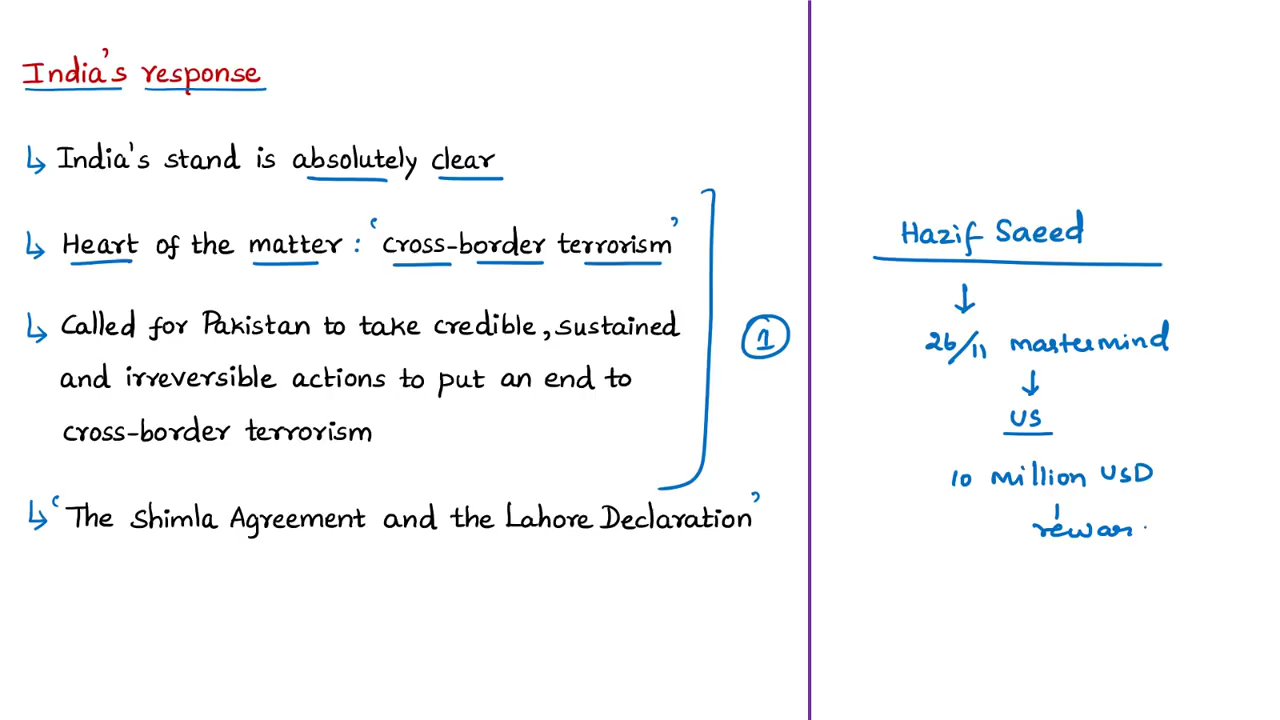 India's response
↳ India's stand is absolutely clear
↳ Heart of the matter : 'cross-border terrorism'
↳ Called for Pakistan to take credible, sustained
and irreversible actions to put an end to
cross-border terrorism
1
↳ 'The Shimla Agreement and the Lahore Declaration'
Hazif Saeed
↓
26/11 mastermind
↓
US
10 million USD
rewar